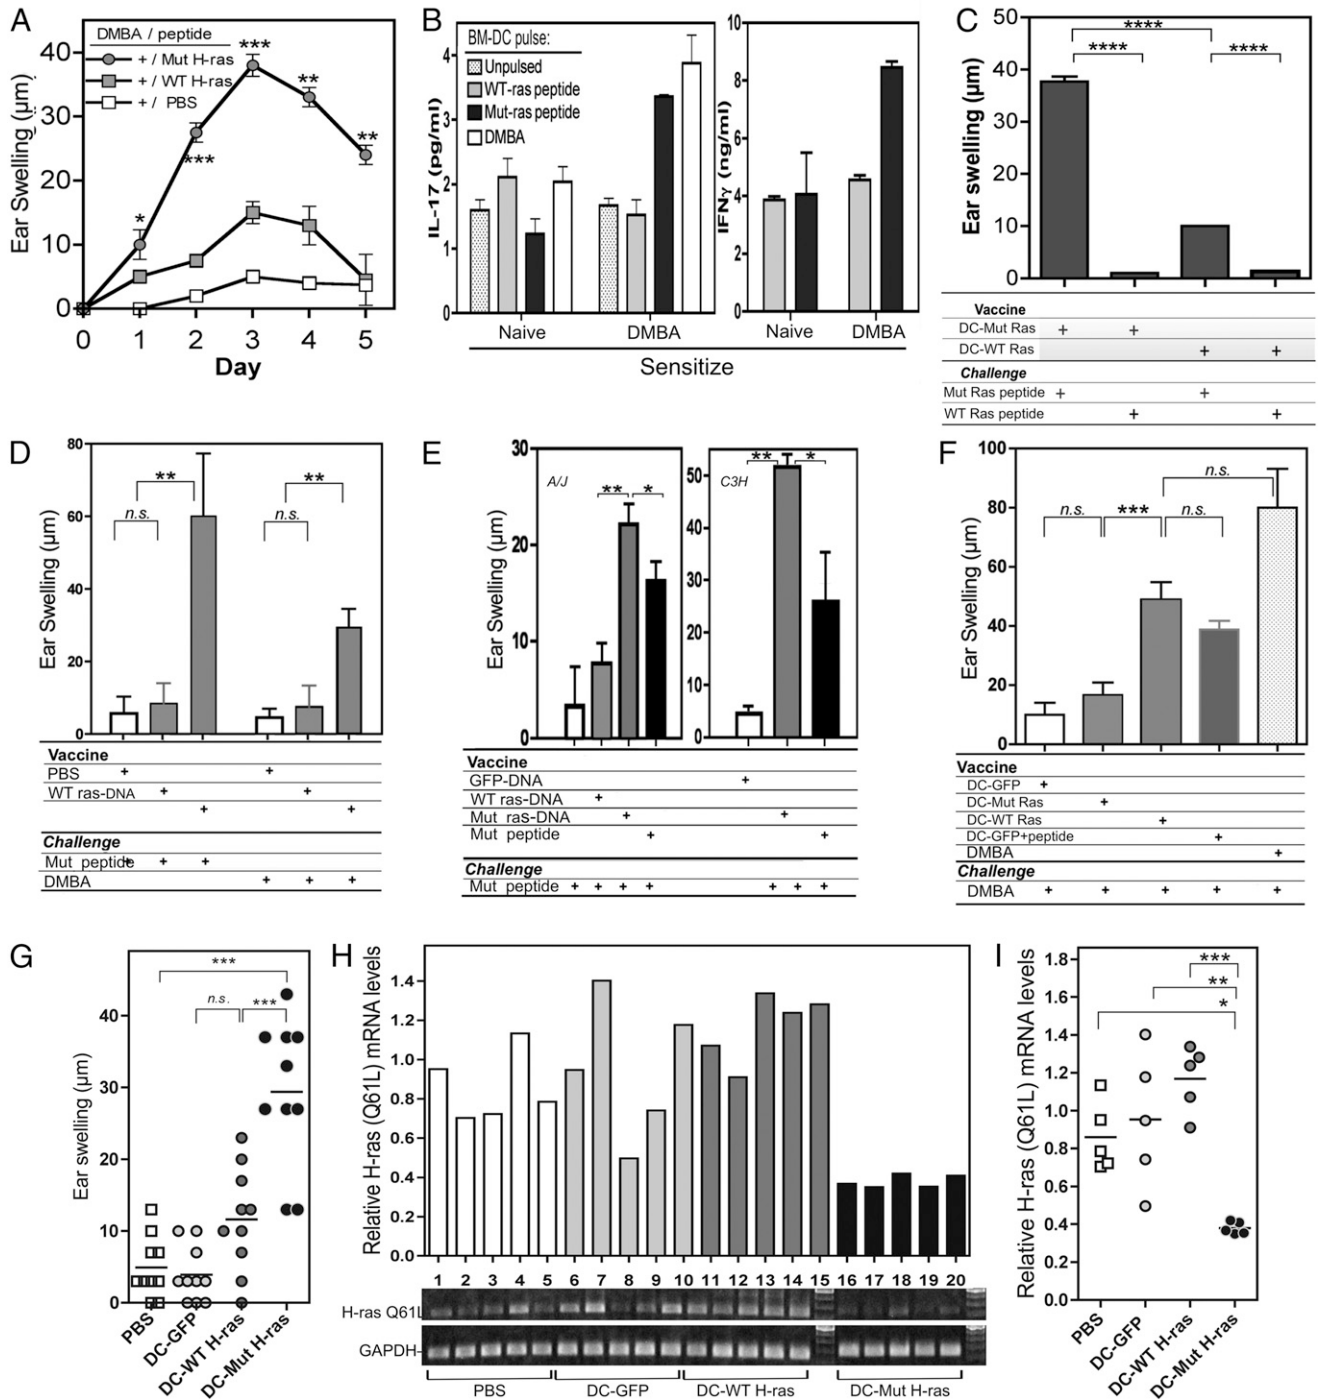 A
DMBA / peptide
+ / Mut H-ras
+ / WT H-ras
+ / PBS
Ear Swelling (µm)
40
30
20
10
0
*
***
***
**
**
0 1 2 3 4 5
Day
B
BM-DC pulse:
Unpulsed
WT-ras peptide
Mut-ras peptide
DMBA
IL-17 (pg/ml)
4
3
2
1
0
Naive DMBA
IFNγ (ng/ml)
10
8
6
4
2
0
Naive DMBA
Sensitize
C
Ear swelling (µm)
50
40
30
20
10
0
****
**** ****
Vaccine
DC-Mut Ras + +
DC-WT Ras + +
Challenge
Mut Ras peptide + +
WT Ras peptide + +
D
Ear Swelling (µm)
80
60
40
20
0
** **
n.s. n.s.
Vaccine
PBS + +
WT ras-DNA + +
+ +
Challenge
Mut peptide + + +
DMBA + + +
E
Ear Swelling (µm)
30
20
10
0
A/J
** *
50
40
30
20
10
0
C3H
** *
Vaccine
GFP-DNA +
WT ras-DNA +
Mut ras-DNA + +
Mut peptide + +
Challenge
Mut peptide + + + + + + +
F
Ear Swelling (µm)
100
80
60
40
20
0
n.s.
n.s. *** n.s.
Vaccine
DC-GFP +
DC-Mut Ras +
DC-WT Ras +
DC-GFP+peptide +
DMBA +
Challenge
DMBA + + + + +
G
Ear swelling (µm)
40
30
20
10
0
***
n.s. ***
PBS
DC-GFP
DC-WT H-ras
DC-Mut H-ras
H
Relative H-ras (Q61L) mRNA levels
1.4
1.2
1.0
0.8
0.6
0.4
0.2
0.0
1 2 3 4 5 6 7 8 9 10 11 12 13 14 15 16 17 18 19 20
H-ras Q61L
GAPDH-
PBS DC-GFP DC-WT H-ras DC-Mut H-ras
I
Relative H-ras (Q61L) mRNA levels
1.8
1.6
1.4
1.2
1.0
0.8
0.6
0.4
0.2
0.0
***
**
*
PBS
DC-GFP
DC-WT H-ras
DC-Mut H-ras